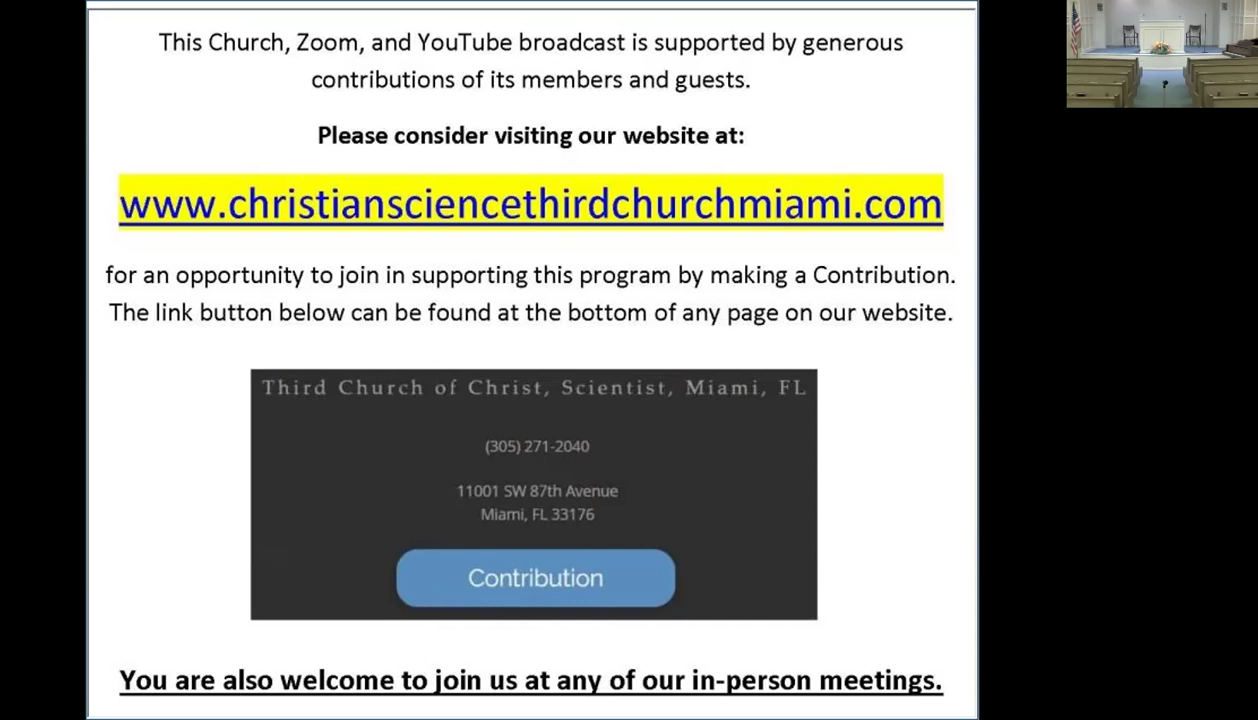 This Church, Zoom, and YouTube broadcast is supported by generous
contributions of its members and guests.
Please consider visiting our website at:
www.christiansciencethirdchurchmiami.com
for an opportunity to join in supporting this program by making a Contribution.
The link button below can be found at the bottom of any page on our website.
Third Church of Christ, Scientist, Miami, FL
(305) 271-2040
11001 SW 87th Avenue
Miami, FL 33176
Contribution
You are also welcome to join us at any of our in-person meetings.